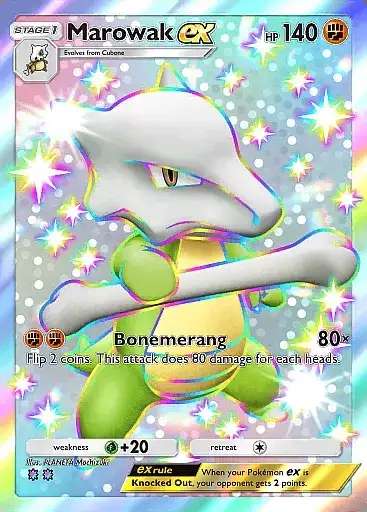 STAGE 1
Marowak ex
HP 140
Evolves from Cubone
Bonemerang 80×
Flip 2 coins. This attack does 80 damage for each heads.
weakness +20
retreat
Illus. PLANETA Mochizuki
ex rule
When your Pokémon ex is
Knocked Out, your opponent gets 2 points.